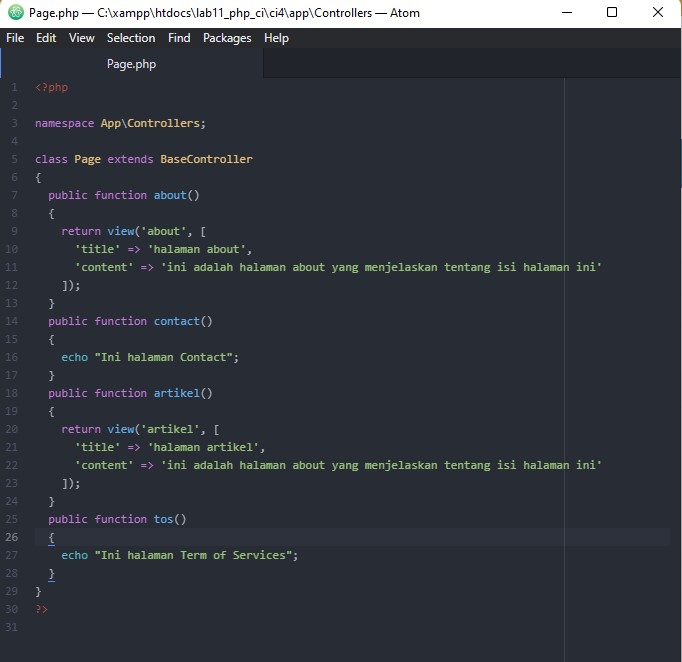 Page.php — C:\xampp\htdocs\lab11_php_ci\ci4\app\Controllers — Atom
File Edit View Selection Find Packages Help
Page.php
1 <?php
2
3 namespace App\Controllers;
4
5 class Page extends BaseController
6 {
7   public function about()
8   {
9     return view('about', [
10       'title' => 'halaman about',
11       'content' => 'ini adalah halaman about yang menjelaskan tentang isi halaman ini'
12     ]);
13   }
14   public function contact()
15   {
16     echo "Ini halaman Contact";
17   }
18   public function artikel()
19   {
20     return view('artikel', [
21       'title' => 'halaman artikel',
22       'content' => 'ini adalah halaman about yang menjelaskan tentang isi halaman ini'
23     ]);
24   }
25   public function tos()
26   {
27     echo "Ini halaman Term of Services";
28   }
29 }
30 ?>
31